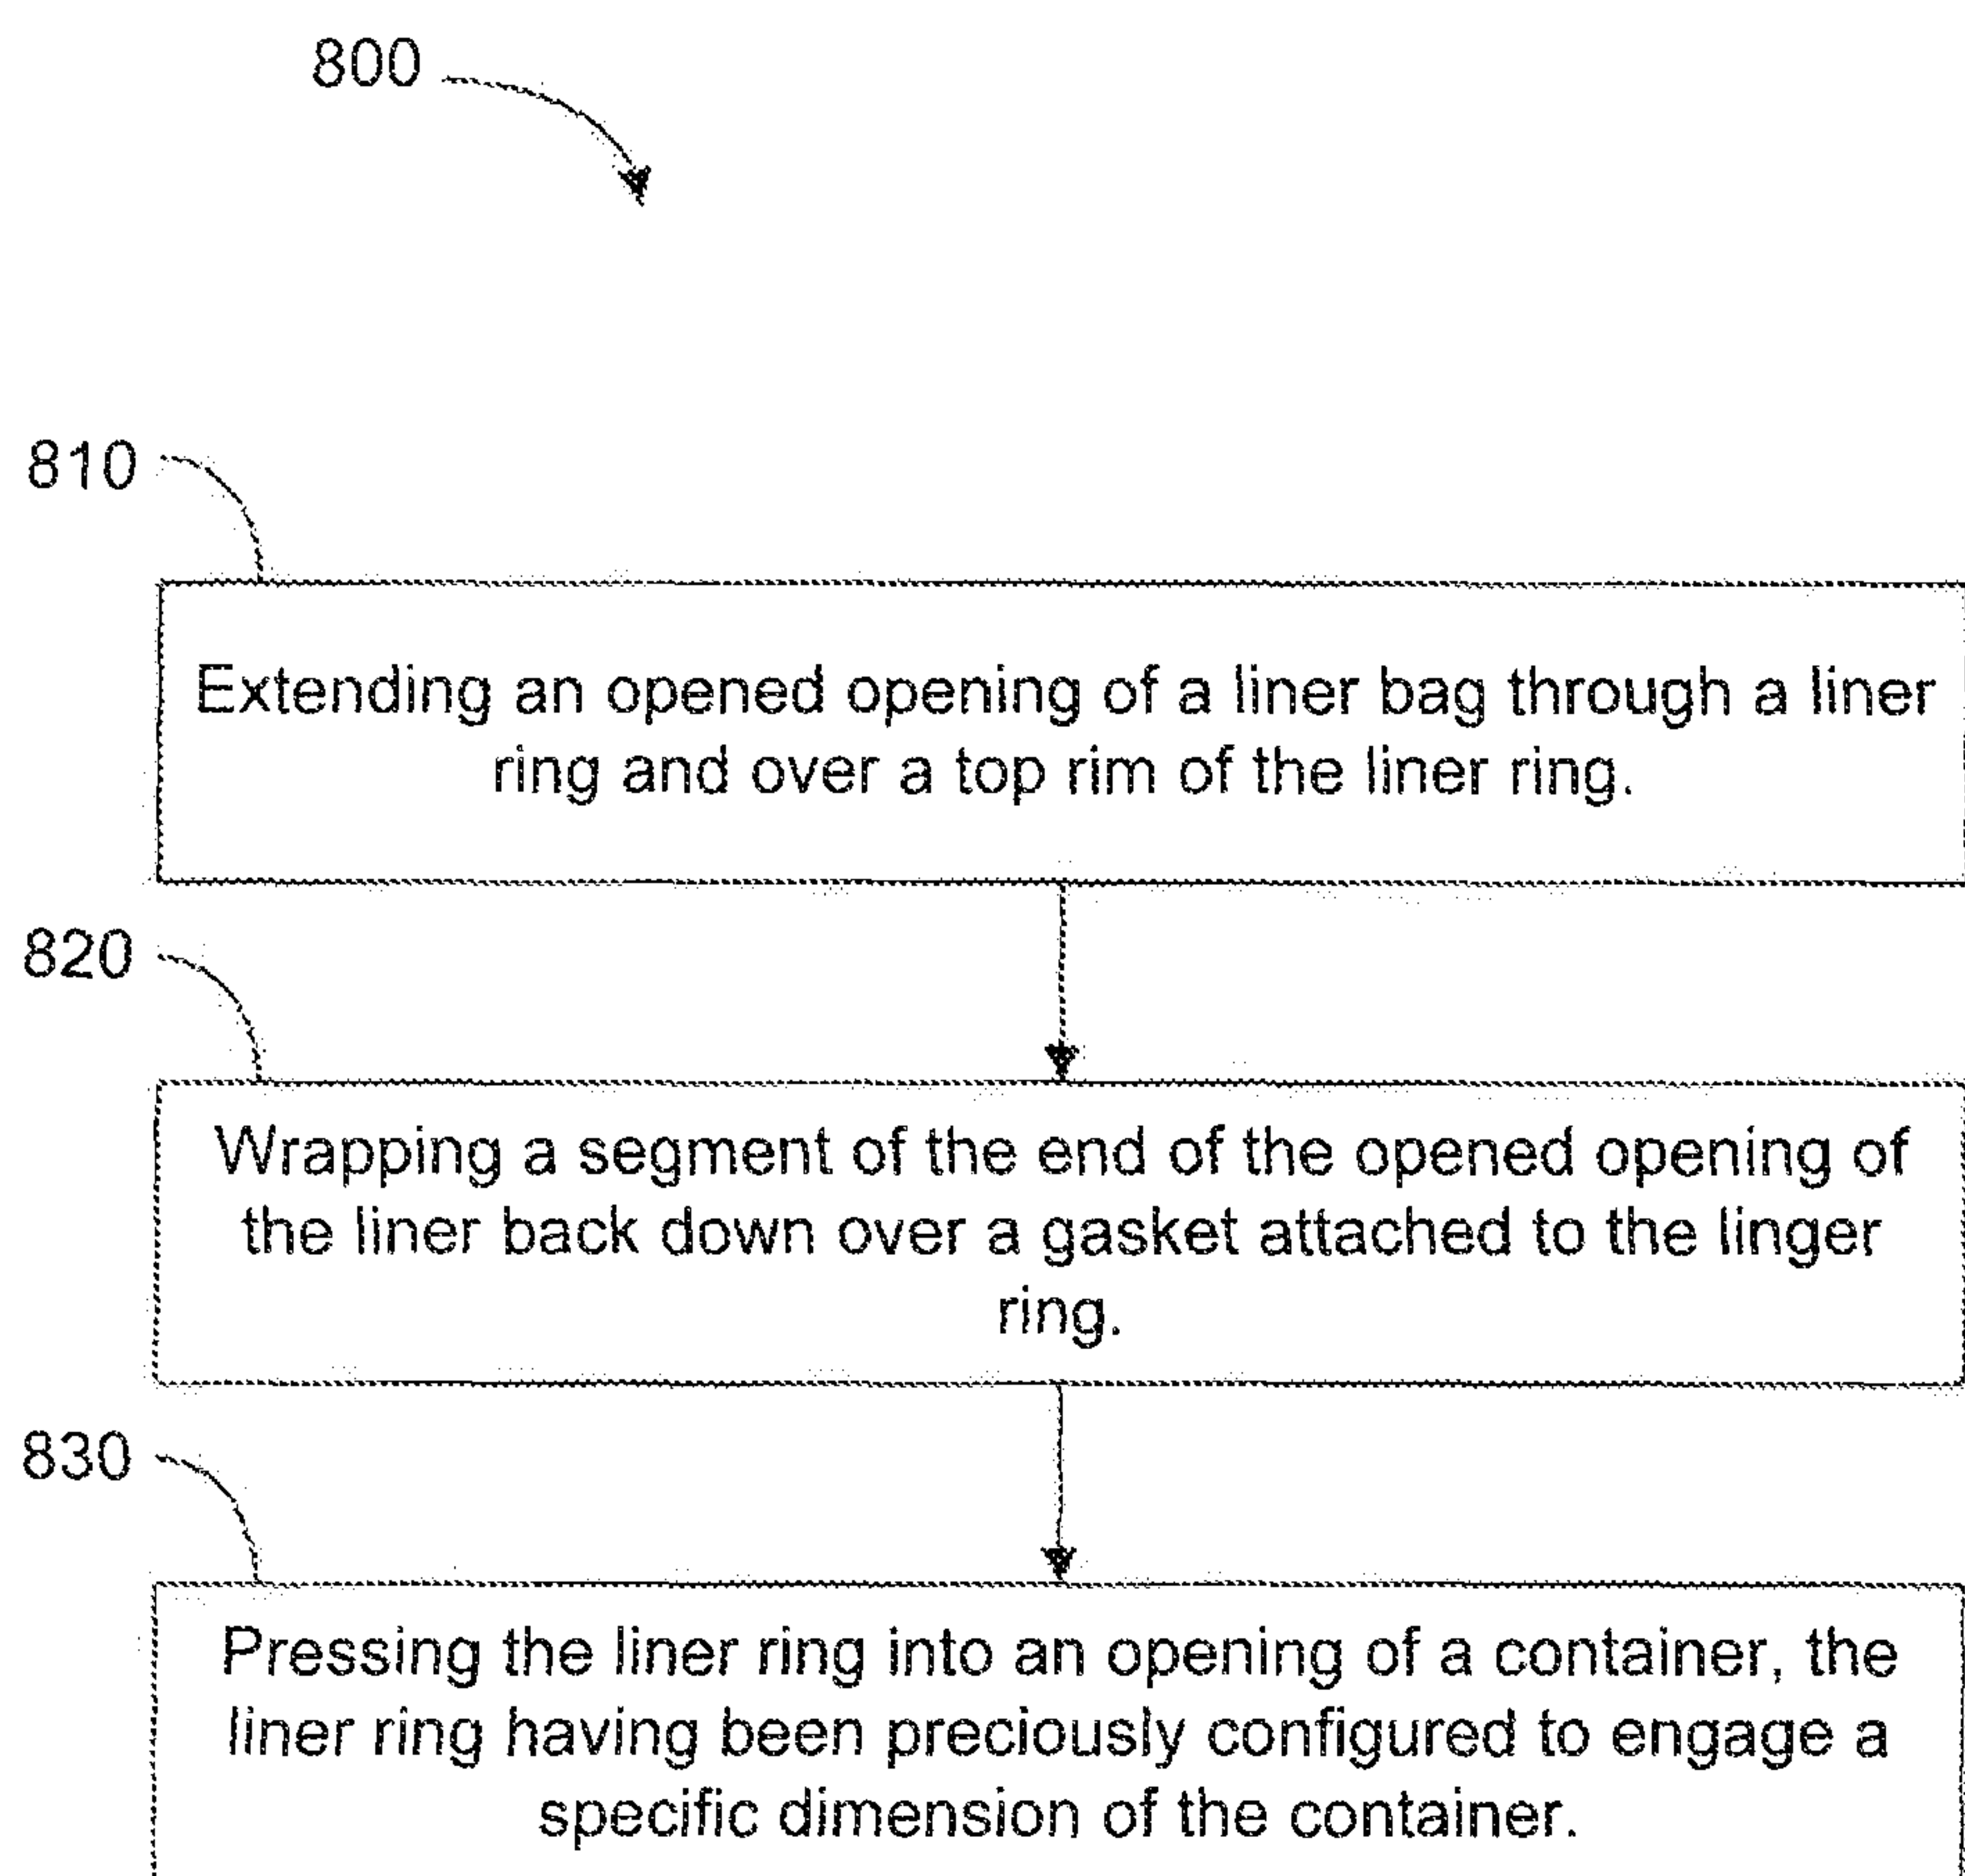 800
810
Extending an opened opening of a liner bag through a liner
ring and over a top rim of the liner ring.
820
Wrapping a segment of the end of the opened opening of
the liner back down over a gasket attached to the linger
ring.
830
Pressing the liner ring into an opening of a container, the
liner ring having been preciously configured to engage a
specific dimension of the container.